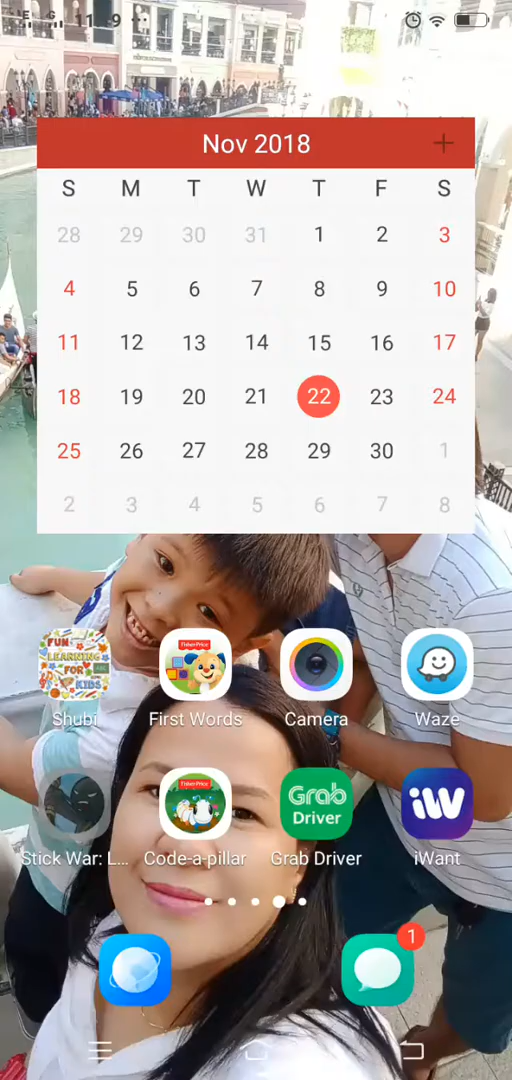 Nov 2018 +
S M T W T F S
28 29 30 31 1 2 3
4 5 6 7 8 9 10
11 12 13 14 15 16 17
18 19 20 21 22 23 24
25 26 27 28 29 30 1
2 3 4 5 6 7 8
FUN LEARNING FOR KIDS
Fisher-Price
Shubi First Words Camera Waze
Fisher-Price
Grab Driver
iW
Stick War: L... Code-a-pillar Grab Driver iWant
1